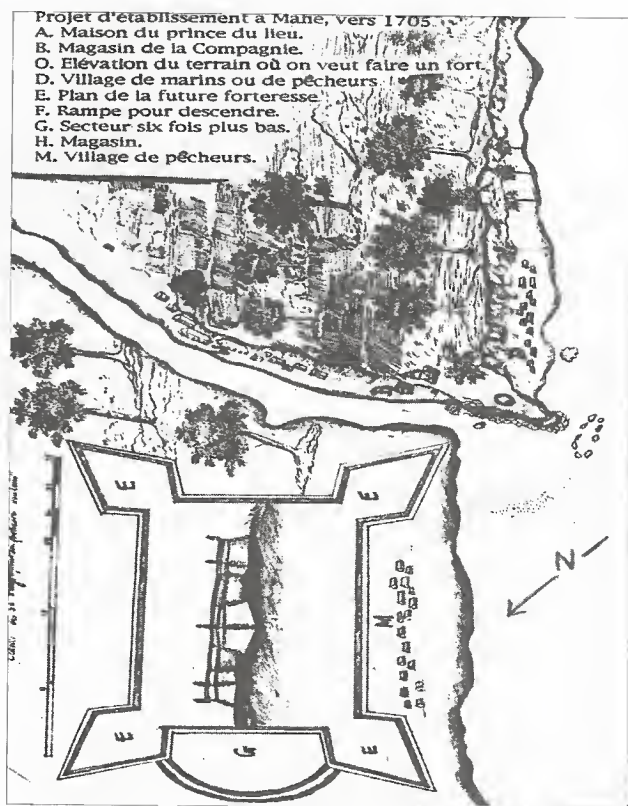 Projet d'établissement à Mahé, vers 1705.
A. Maison du prince du lieu.
B. Magasin de la Compagnie.
O. Elévation du terrain où on veut faire un fort.
D. Village de marins ou de pêcheurs
E. Plan de la future forteresse
F. Rampe pour descendre.
G. Secteur six fois plus bas.
H. Magasin.
M. Village de pêcheurs.
E
E
N
M
E
G
E